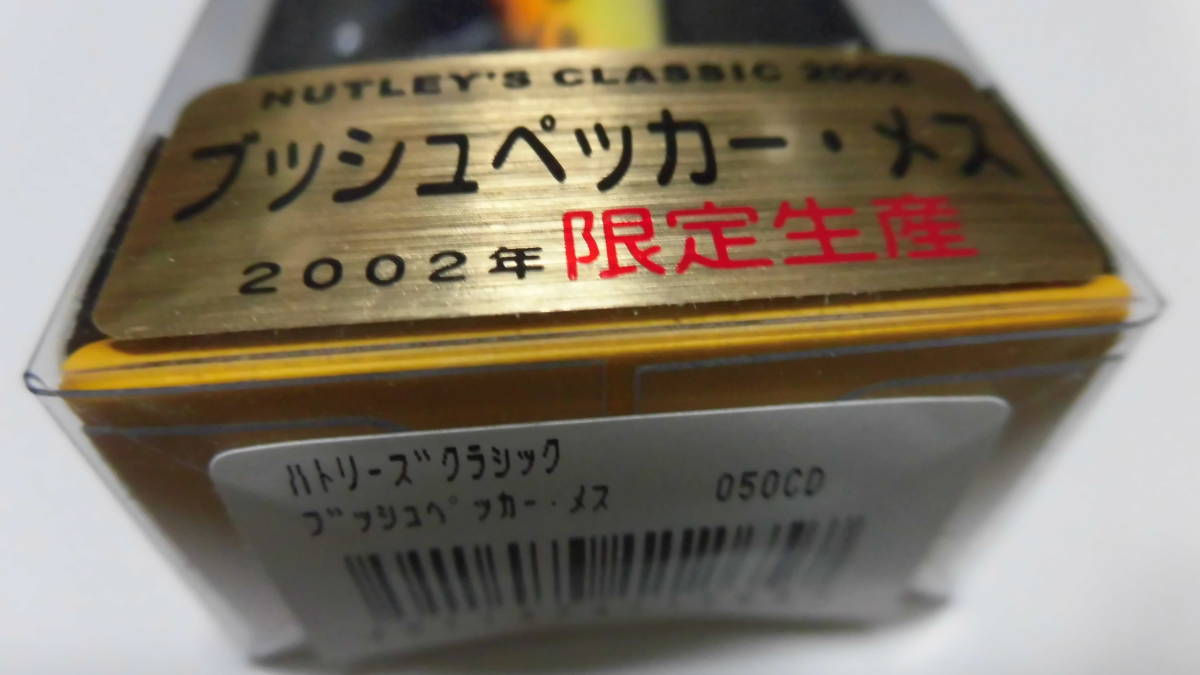 NUTLEY'S CLASSIC 2002
ブッシュペッカー・メス
2002年 限定生産
ﾊﾄﾘｰｽﾞｸﾗｼｯｸ
ﾌﾞｯｼｭﾍﾟｯｶｰ･ﾒｽ 050CD